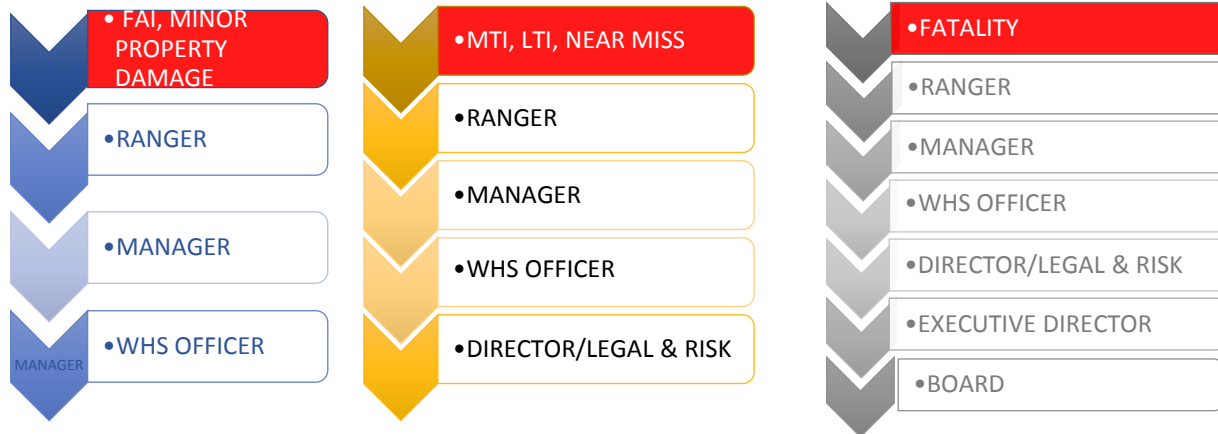 • FAI, MINOR
PROPERTY
DAMAGE
•RANGER
•MANAGER
MANAGER
•WHS OFFICER
•MTI, LTI, NEAR MISS
•RANGER
•MANAGER
•WHS OFFICER
•DIRECTOR/LEGAL & RISK
•FATALITY
•RANGER
•MANAGER
•WHS OFFICER
•DIRECTOR/LEGAL & RISK
•EXECUTIVE DIRECTOR
•BOARD